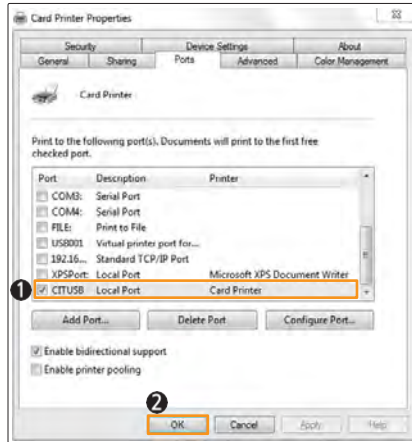 Card Printer Properties
Security Device Settings About
General Sharing Ports Advanced Color Management
Card Printer
Print to the following port(s). Documents will print to the first free
checked port.
Port Description Printer
COM3: Serial Port
COM4: Serial Port
FILE: Print to File
USB001 Virtual printer port for...
192.16... Standard TCP/IP Port
XPSPort: Local Port Microsoft XPS Document Writer
1 CITUSB Local Port Card Printer
Add Port... Delete Port Configure Port...
Enable bidirectional support
Enable printer pooling
2
OK Cancel Apply Help